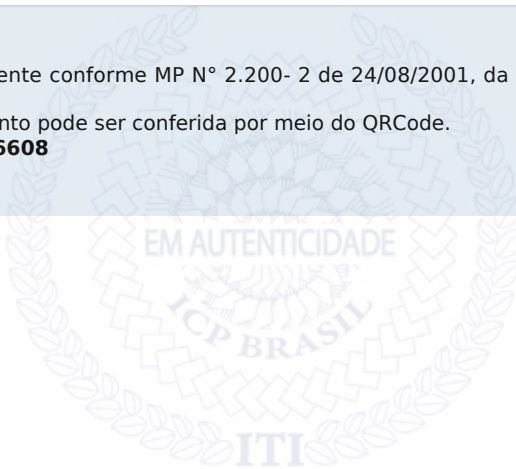 ente conforme MP N° 2.200- 2 de 24/08/2001, da
nto pode ser conferida por meio do QRCode.
6608
EM AUTENTICIDADE
ICP BRASIL
ITI